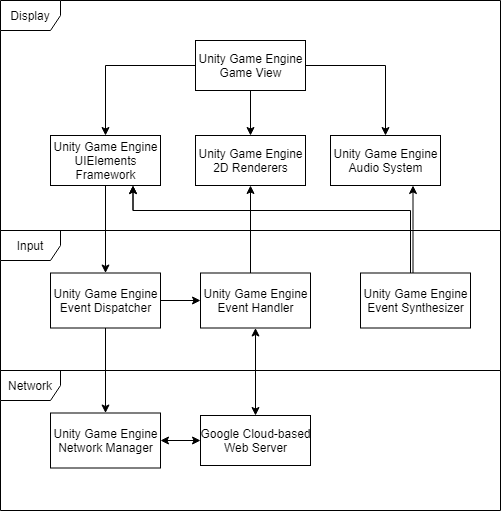 Display
Unity Game Engine
Game View
Unity Game Engine
UIElements
Framework
Unity Game Engine
2D Renderers
Unity Game Engine
Audio System
Input
Unity Game Engine
Event Dispatcher
Unity Game Engine
Event Handler
Unity Game Engine
Event Synthesizer
Network
Unity Game Engine
Network Manager
Google Cloud-based
Web Server